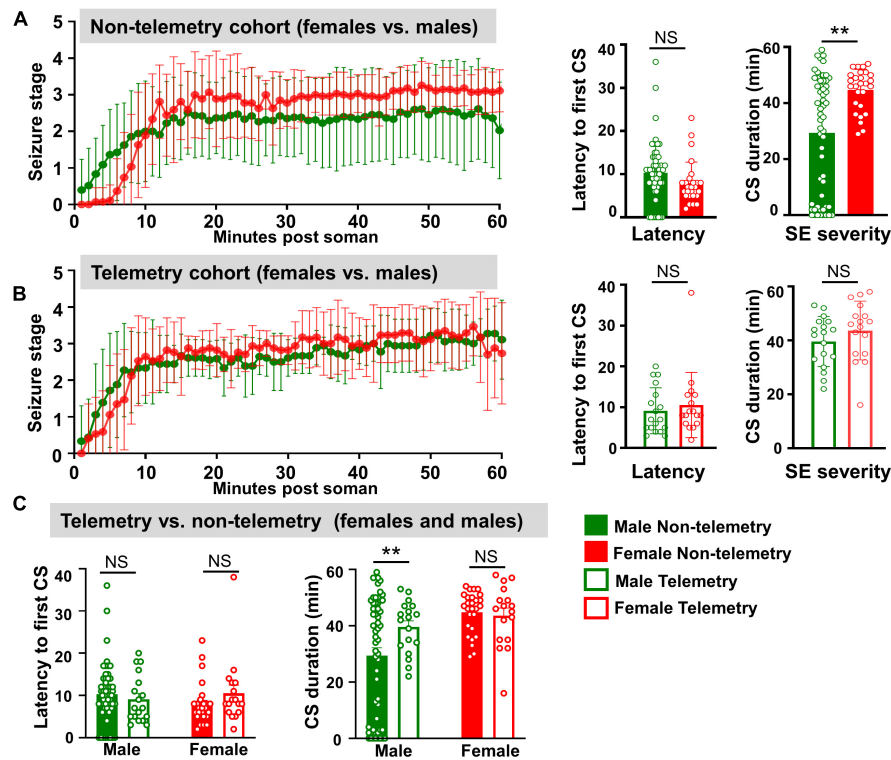 A
Non-telemetry cohort (females vs. males)
Seizure stage
5
4
3
2
1
0
0
10
20
30
40
50
60
Minutes post soman
Latency to first CS
40
30
20
10
0
NS
Latency
CS duration (min)
60
40
20
0
**
SE severity
B
Telemetry cohort (females vs. males)
Seizure stage
5
4
3
2
1
0
0
10
20
30
40
50
60
Minutes post soman
Latency to first CS
40
30
20
10
0
NS
Latency
CS duration (min)
60
40
20
0
NS
SE severity
C
Telemetry vs. non-telemetry (females and males)
Latency to first CS
40
30
20
10
0
NS
NS
Male
Female
CS duration (min)
60
40
20
0
**
NS
Male
Female
Male Non-telemetry
Female Non-telemetry
Male Telemetry
Female Telemetry